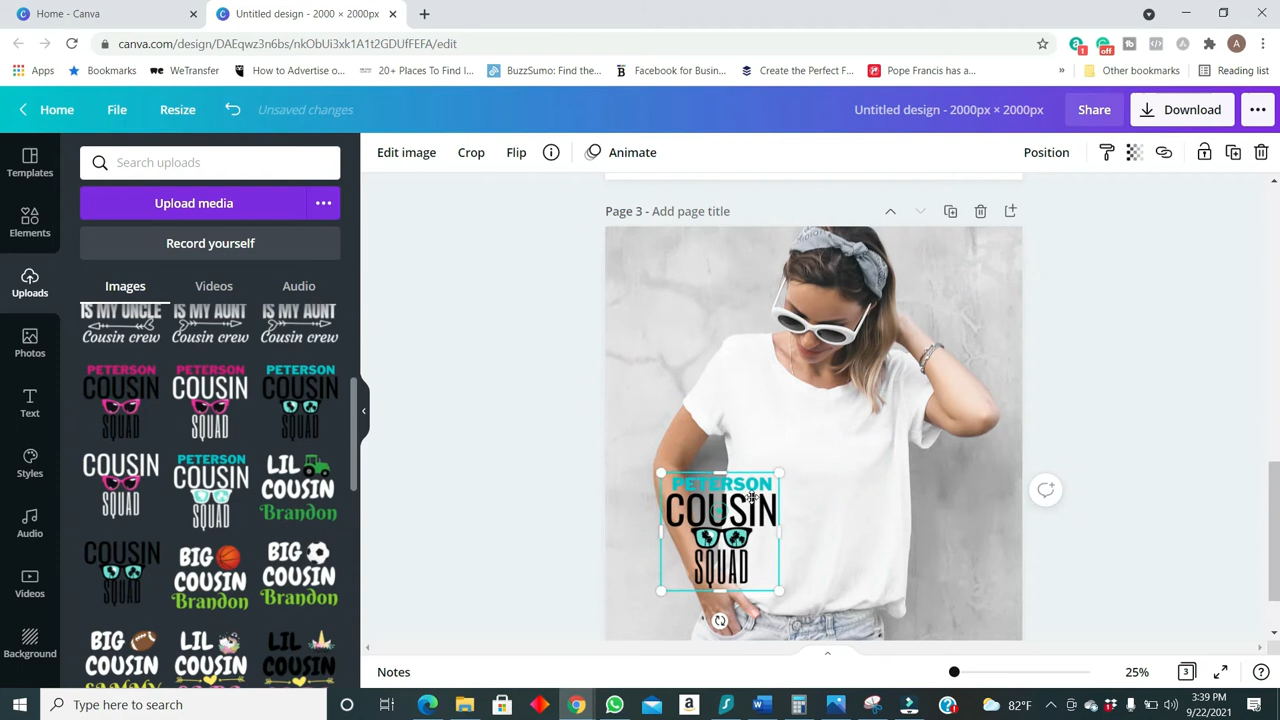 Home - Canva
Untitled design - 2000 × 2000px
canva.com/design/DAEqwz3n6bs/nkObUi3xk1A1t2GDUfFEFA/edit
1
off
A
Apps
Bookmarks
WeTransfer
How to Advertise o...
20+ Places To Find I...
BuzzSumo: Find the...
Facebook for Busin...
Create the Perfect F...
Pope Francis has a...
»
Other bookmarks
Reading list
Home
File
Resize
Unsaved changes
Untitled design - 2000px × 2000px
Share
Download
Templates
Elements
Uploads
Photos
Text
Styles
Audio
Videos
Background
Search uploads
Upload media
Record yourself
Images
Videos
Audio
IS MY UNCLE
Cousin crew
IS MY AUNT
Cousin crew
IS MY AUNT
Cousin crew
PETERSON
COUSIN
SQUAD
PETERSON
COUSIN
SQUAD
PETERSON
COUSIN
SQUAD
COUSIN
SQUAD
PETERSON
COUSIN
SQUAD
LIL
COUSIN
Brandon
COUSIN
SQUAD
BIG
COUSIN
Brandon
BIG
COUSIN
Brandon
BIG
COUSIN
LIL
COUSIN
LIL
COUSIN
Edit image
Crop
Flip
Animate
Position
Page 3 - Add page title
PETERSON
COUSIN
SQUAD
Notes
25%
3
Type here to search
82°F
3:39 PM
9/22/2021